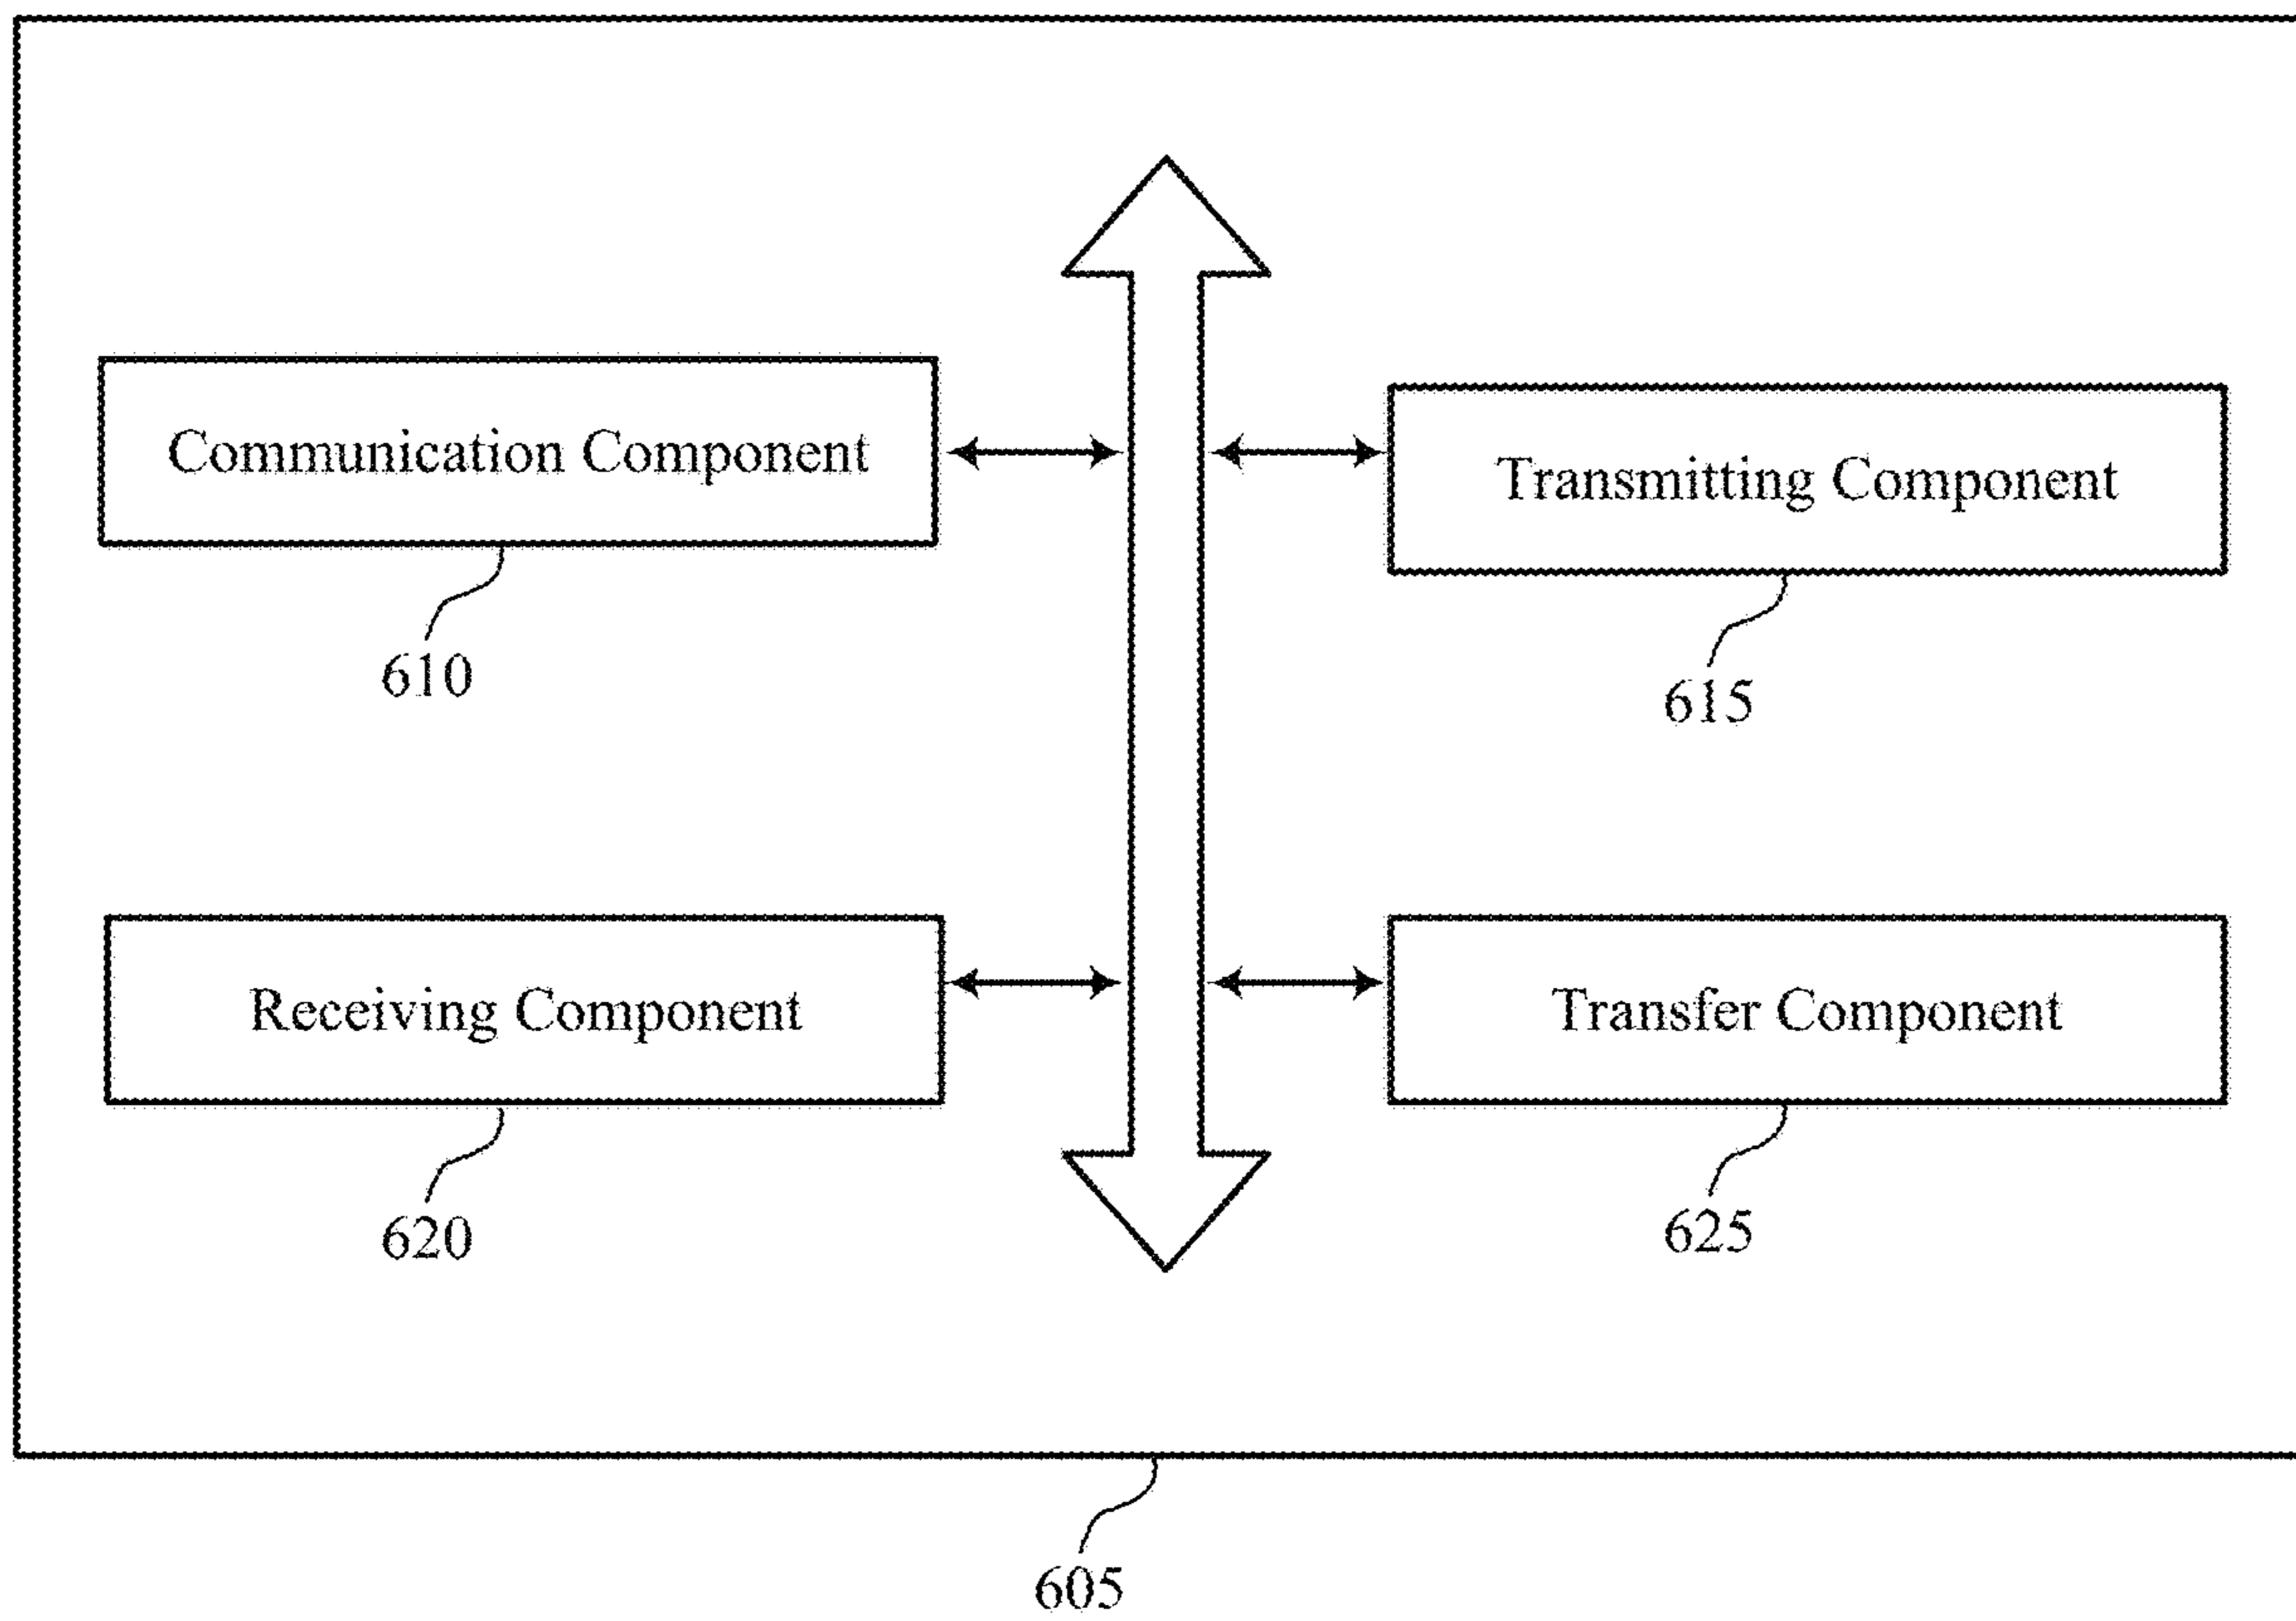 Communication Component
Transmitting Component
610
615
Receiving Component
Transfer Component
620
625
605